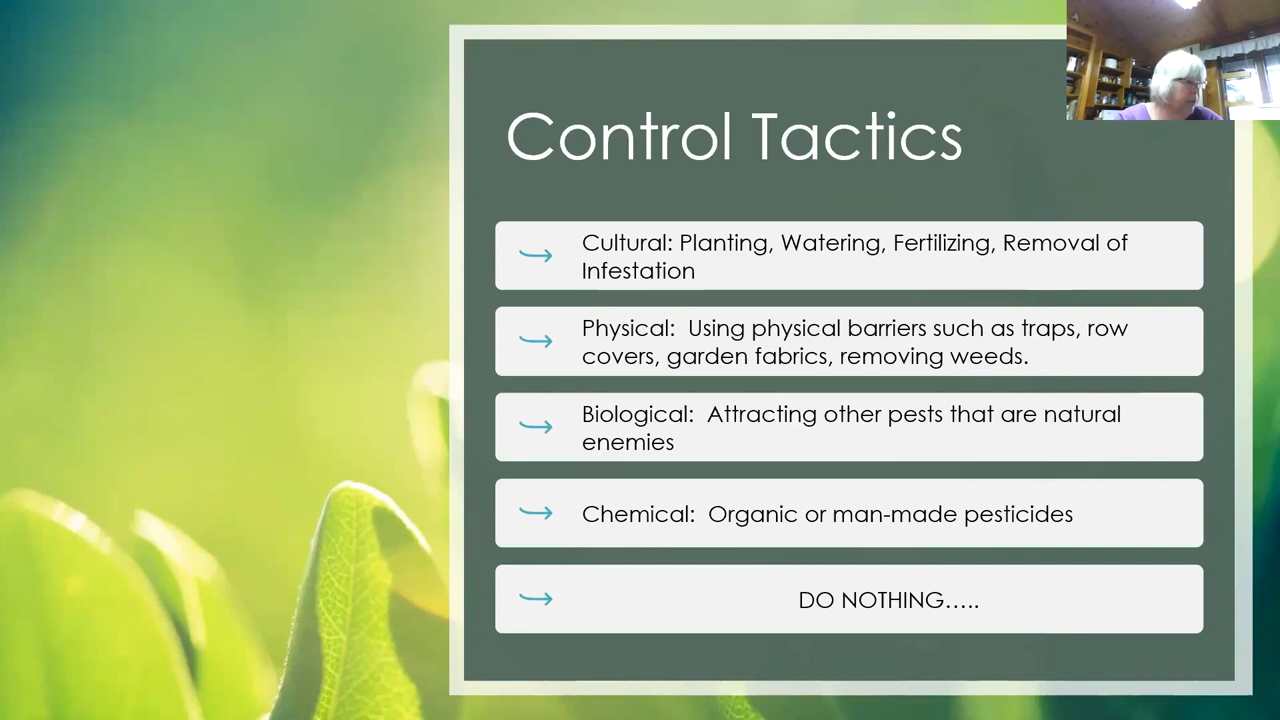 Control Tactics
Cultural: Planting, Watering, Fertilizing, Removal of
Infestation
Physical:  Using physical barriers such as traps, row
covers, garden fabrics, removing weeds.
Biological:  Attracting other pests that are natural
enemies
Chemical:  Organic or man-made pesticides
DO NOTHING…..